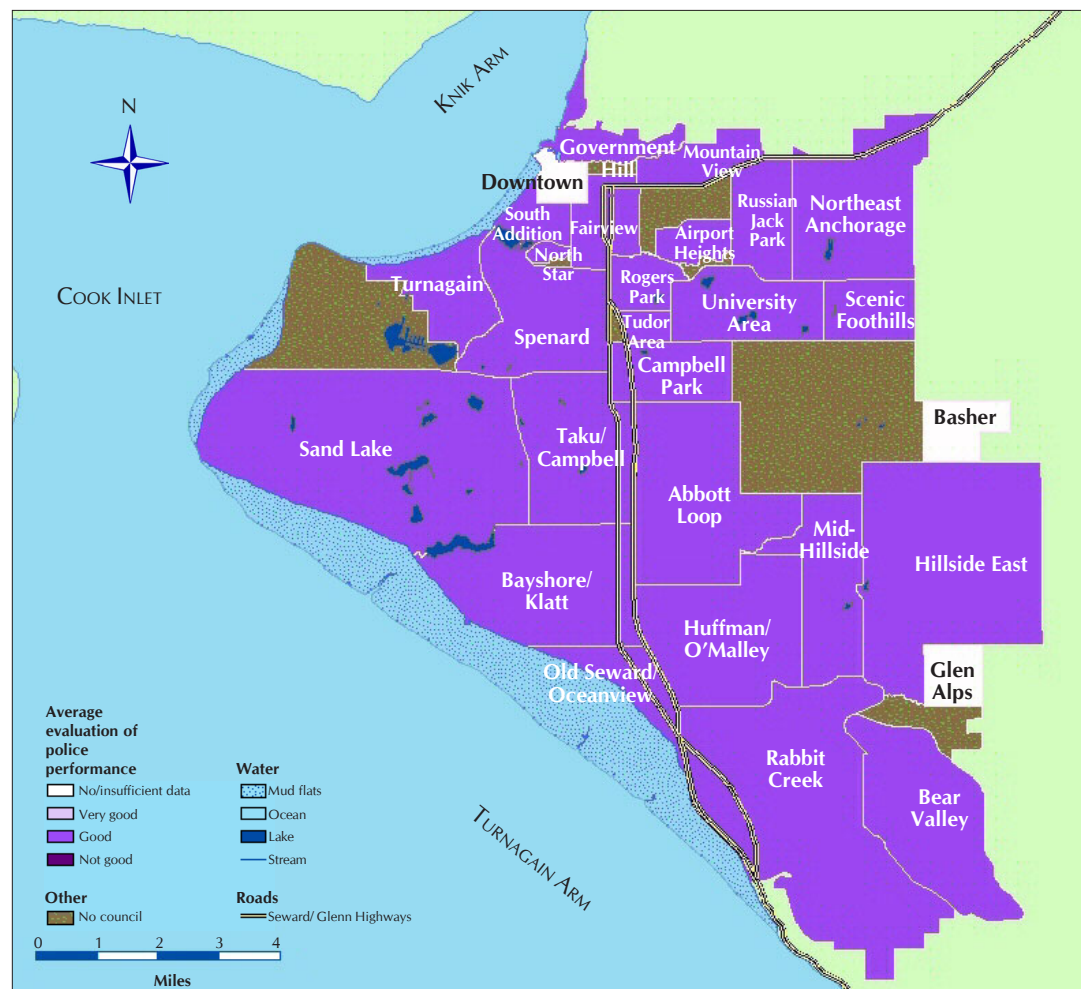 KNIK ARM
N
Government
Hill
Mountain
View
Downtown
Russian
Jack
Park
Northeast
Anchorage
South
Addition
Fairview
Airport
Heights
North
Star
Turnagain
Rogers
Park
COOK INLET
University
Area
Scenic
Foothills
Spenard
Tudor
Area
Campbell
Park
Basher
Sand Lake
Taku/
Campbell
Abbott
Loop
Mid-
Hillside
Hillside East
Bayshore/
Klatt
Huffman/
O’Malley
Old Seward/
Oceanview
Glen
Alps
Rabbit
Creek
Bear
Valley
TURNAGAIN ARM
Average
evaluation of
police
performance
No/insufficient data
Very good
Good
Not good
Water
Mud flats
Ocean
Lake
Stream
Other
No council
Roads
Seward/ Glenn Highways
0 1 2 3 4
Miles